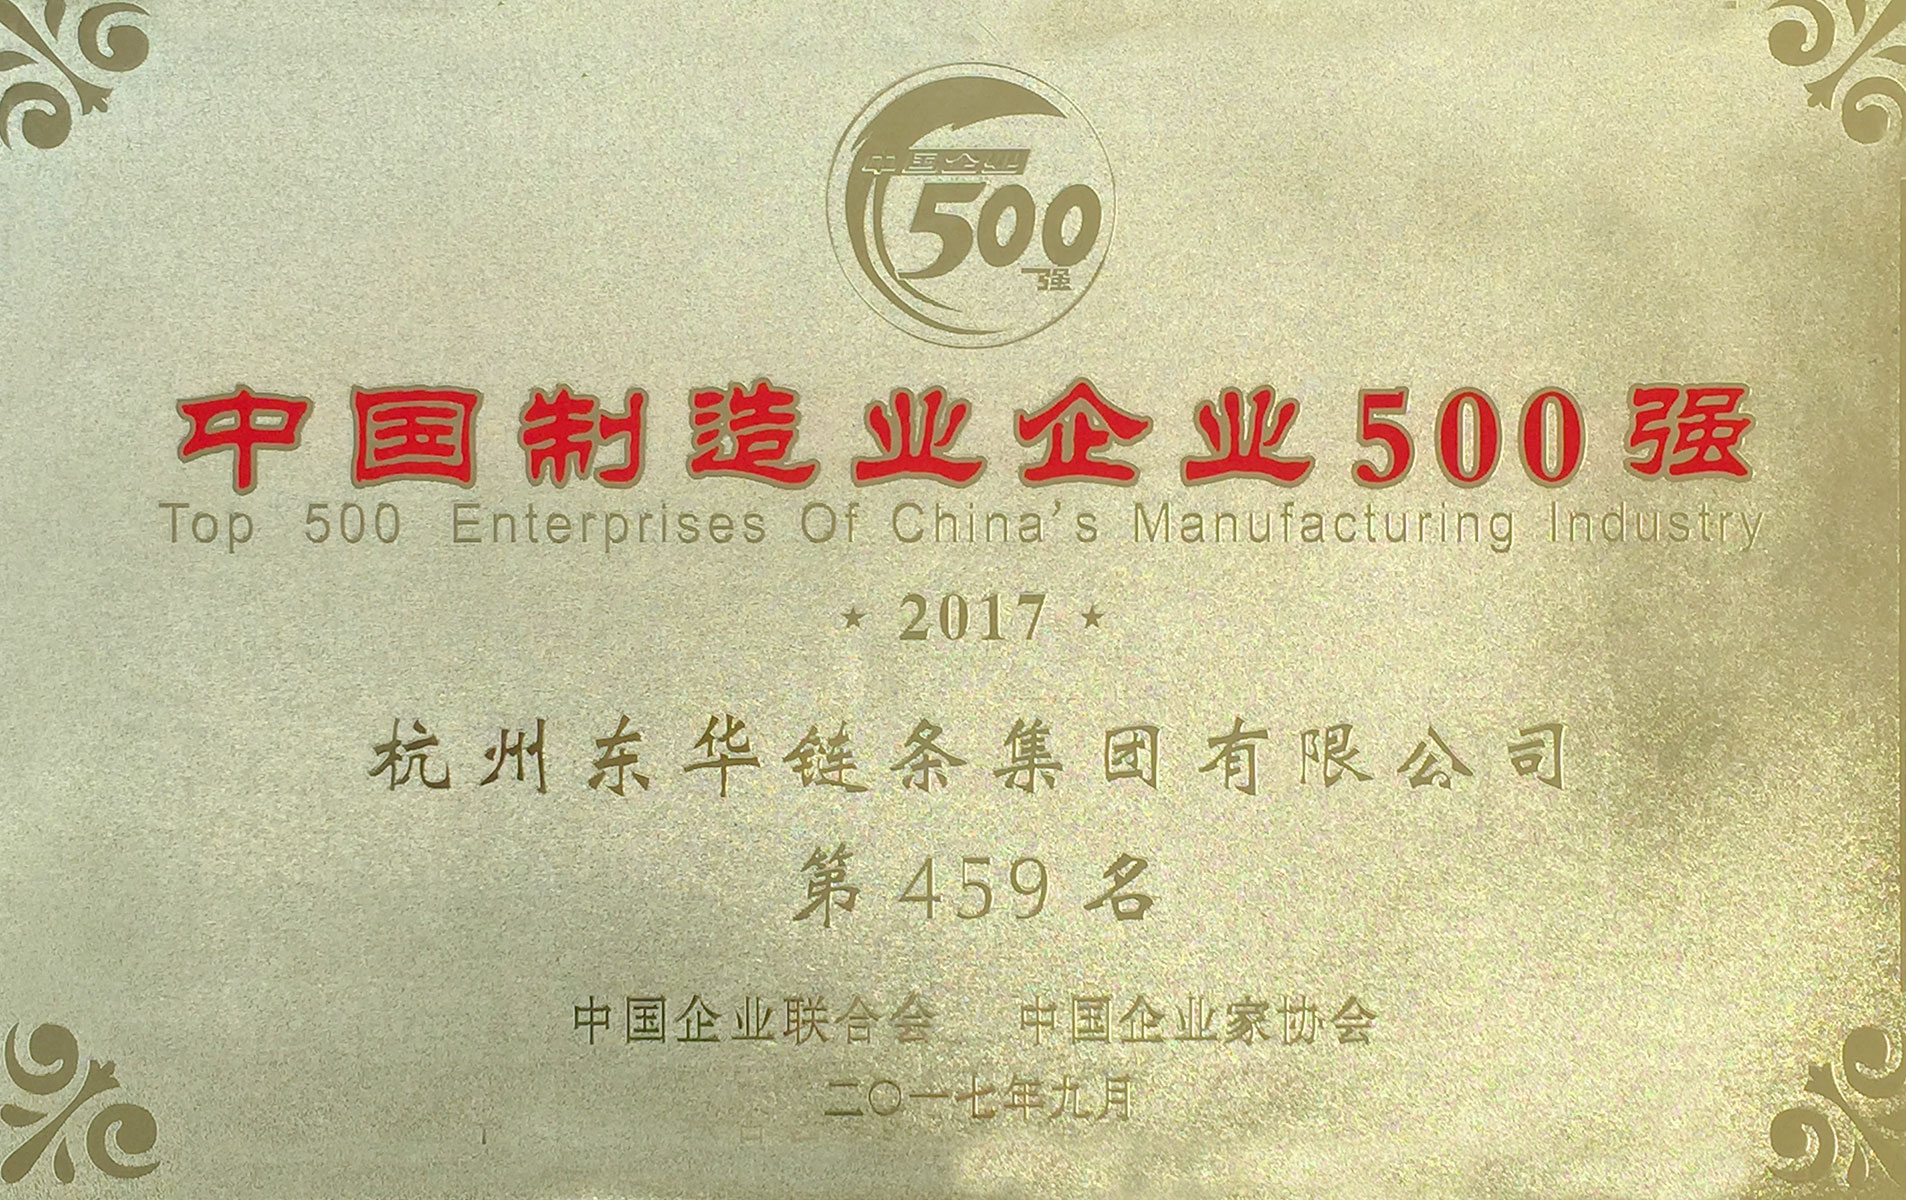 中国企业
500
强
中国制造业企业500强
Top 500 Enterprises Of China's Manufacturing Industry
★ 2017 ★
杭州东华链条集团有限公司
第 459 名
中国企业联合会 中国企业家协会
二〇一七年九月